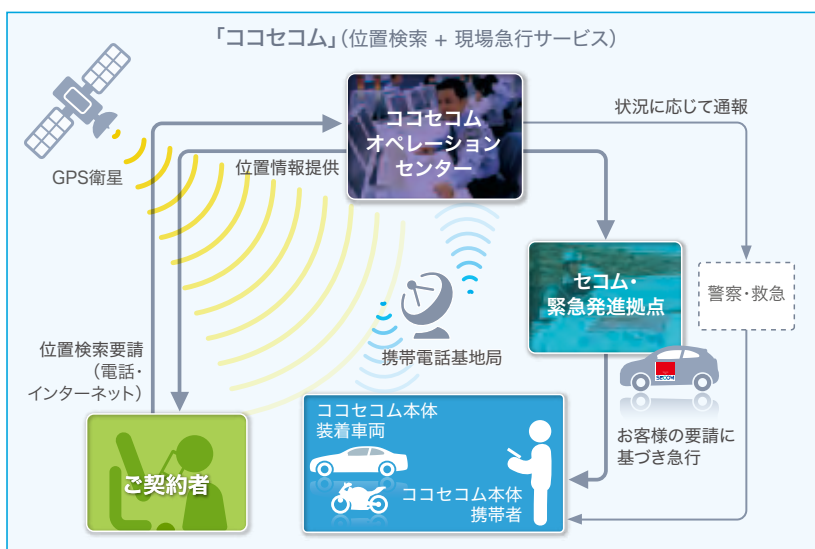 「ココセコム」(位置検索 + 現場急行サービス)
ココセコム
オペレーション
センター
状況に応じて通報
GPS衛星
位置情報提供
セコム・
緊急発進拠点
警察・救急
携帯電話基地局
位置検索要請
(電話・
インターネット)
SECOM
ココセコム本体
装着車両
お客様の要請に
基づき急行
ご契約者
ココセコム本体
携帯者